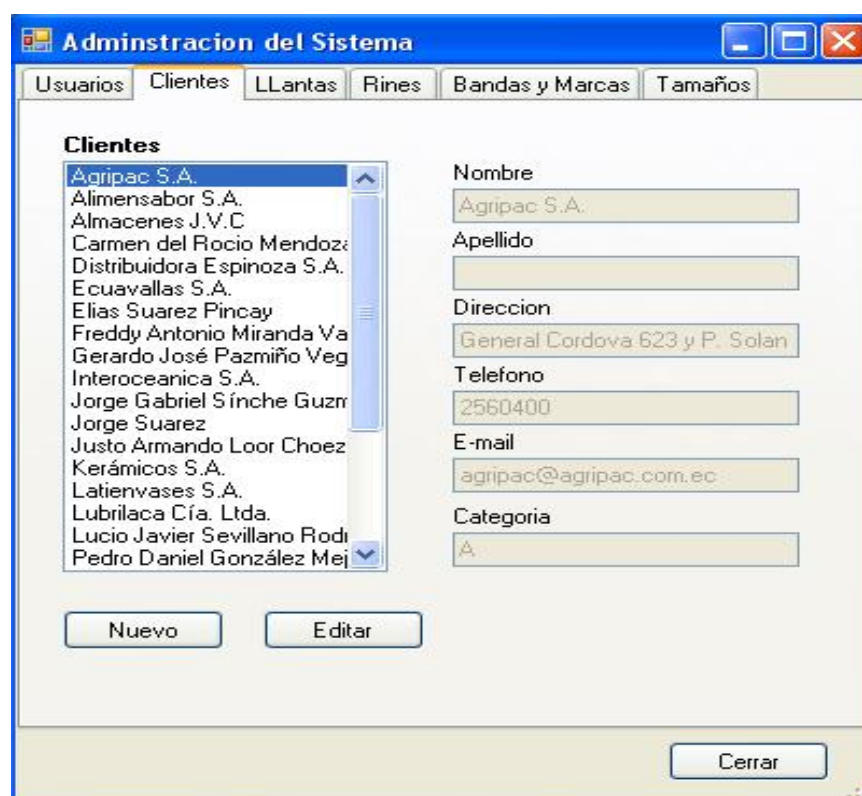 Adminstracion del Sistema
Usuarios Clientes LLantas Rines Bandas y Marcas Tamaños
Clientes
Agripac S.A.
Alimensabor S.A.
Almacenes J.V.C
Carmen del Rocio Mendoza
Distribuidora Espinoza S.A.
Ecuavallas S.A.
Elias Suarez Pincay
Freddy Antonio Miranda Va
Gerardo José Pazmiño Veg
Interoceanica S.A.
Jorge Gabriel Sínche Guzm
Jorge Suarez
Justo Armando Loor Choez
Kerámicos S.A.
Latienvases S.A.
Lubrilaca Cía. Ltda.
Lucio Javier Sevillano Rodr
Pedro Daniel González Mej
Nombre
Agripac S.A.
Apellido
Direccion
General Cordova 623 y P. Solan
Telefono
2560400
E-mail
agripac@agripac.com.ec
Categoria
A
Nuevo Editar
Cerrar